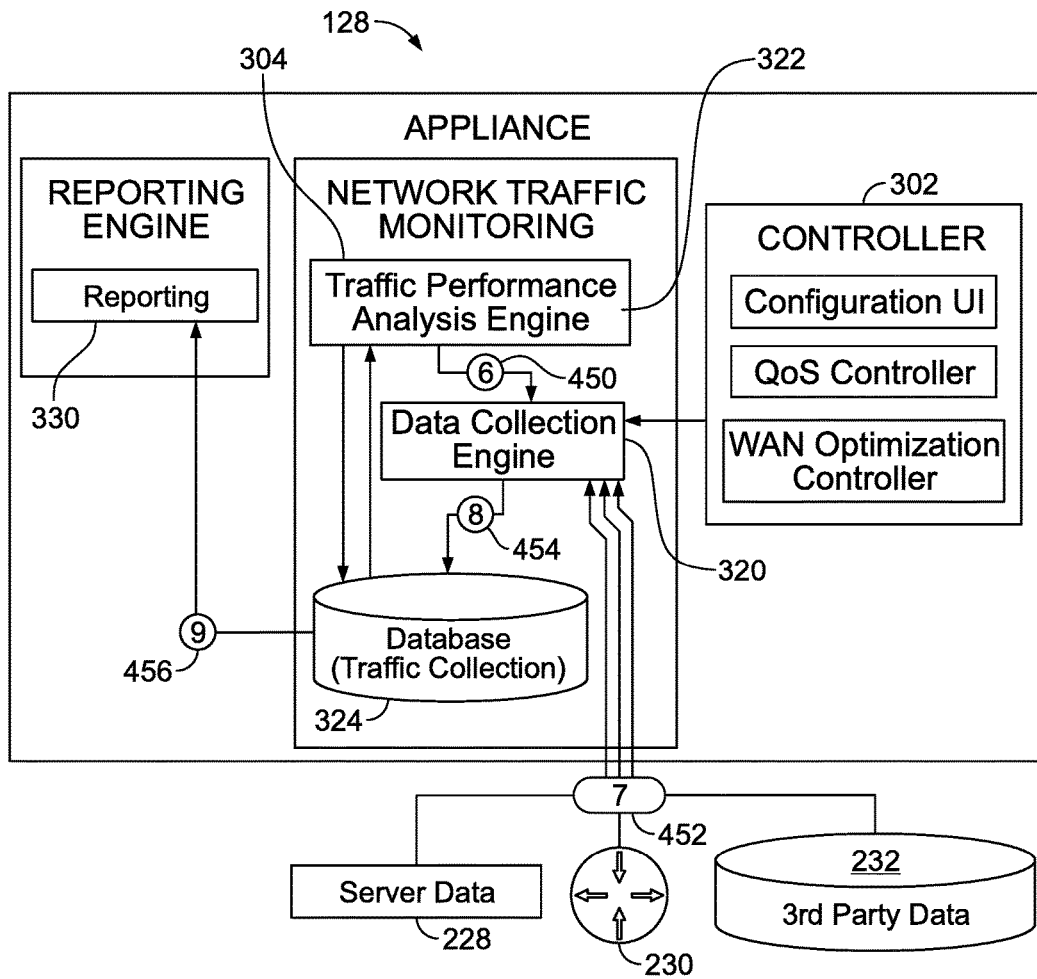 128
304
322
APPLIANCE
REPORTING
ENGINE
Reporting
330
NETWORK TRAFFIC
MONITORING
Traffic Performance
Analysis Engine
6
450
Data Collection
Engine
8
454
320
Database
(Traffic Collection)
324
9
456
302
CONTROLLER
Configuration UI
QoS Controller
WAN Optimization
Controller
7
452
Server Data
228
230
232
3rd Party Data